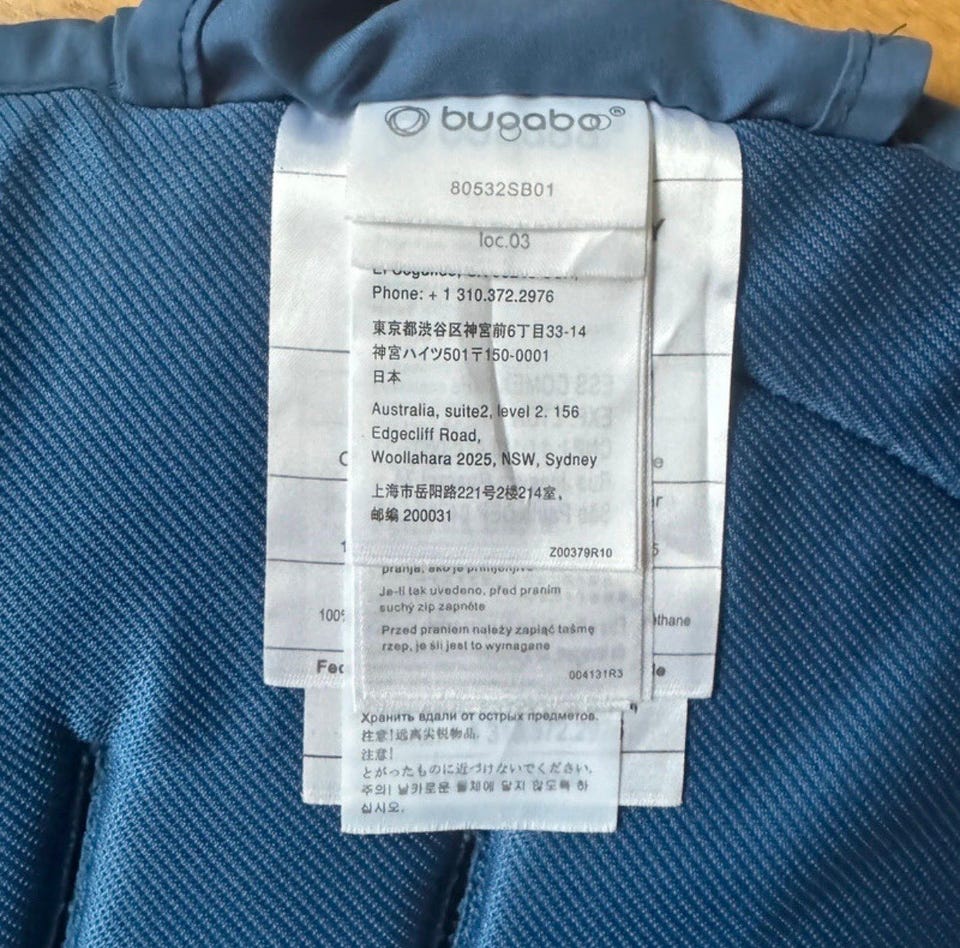 bugaboo®
80532SB01
loc.03
Phone: + 1 310.372.2976
東京都渋谷区神宮前6丁目33-14
神宮ハイツ501〒150-0001
日本
Australia, suite2, level 2. 156
Edgecliff Road,
Woollahara 2025, NSW, Sydney
上海市岳阳路221号2楼214室,
邮编 200031
Z00379R10
pranja, ako je primjenjivo
Je-li tak uvedeno, před praním
suchý zip zapněte
Przed praniem należy zapiąć taśmę
rzep, je śli jest to wymagane
004131R3
100%
Хранить вдали от острых предметов.
注意!远离尖锐物品.
注意!
とがったものに近づけないでください.
주의! 날카로운 물체에 닿지 않도록 하
십시오.